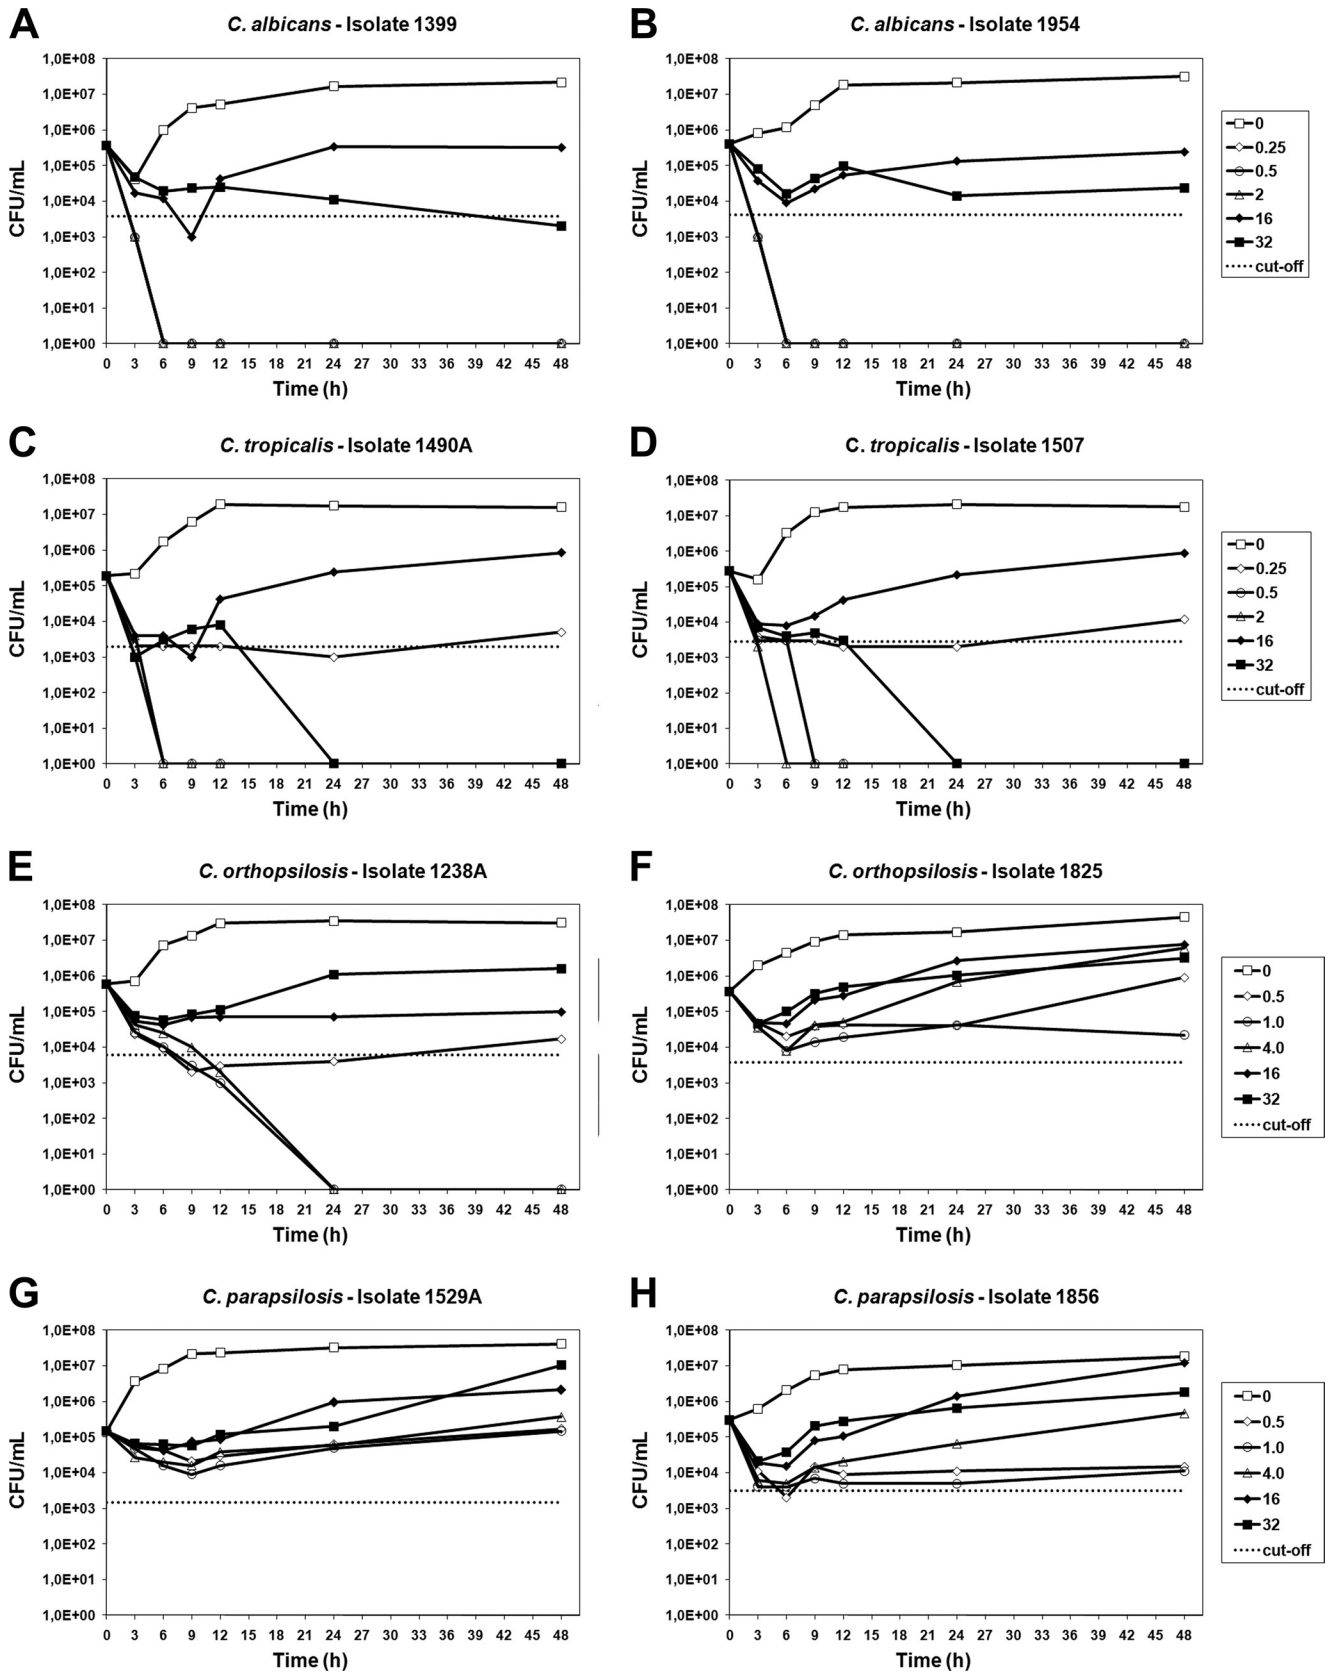 A
C. albicans - Isolate 1399
1,0E+08
1,0E+07
1,0E+06
1,0E+05
1,0E+04
1,0E+03
1,0E+02
1,0E+01
1,0E+00
CFU/mL
0 3 6 9 12 15 18 21 24 27 30 33 36 39 42 45 48
Time (h)
B
C. albicans - Isolate 1954
1,0E+08
1,0E+07
1,0E+06
1,0E+05
1,0E+04
1,0E+03
1,0E+02
1,0E+01
1,0E+00
CFU/mL
0 3 6 9 12 15 18 21 24 27 30 33 36 39 42 45 48
Time (h)
0
0.25
0.5
2
16
32
cut-off
C
C. tropicalis - Isolate 1490A
1,0E+08
1,0E+07
1,0E+06
1,0E+05
1,0E+04
1,0E+03
1,0E+02
1,0E+01
1,0E+00
CFU/mL
0 3 6 9 12 15 18 21 24 27 30 33 36 39 42 45 48
Time (h)
D
C. tropicalis - Isolate 1507
1,0E+08
1,0E+07
1,0E+06
1,0E+05
1,0E+04
1,0E+03
1,0E+02
1,0E+01
1,0E+00
CFU/mL
0 3 6 9 12 15 18 21 24 27 30 33 36 39 42 45 48
Time (h)
0
0.25
0.5
2
16
32
cut-off
E
C. orthopsilosis - Isolate 1238A
1,0E+08
1,0E+07
1,0E+06
1,0E+05
1,0E+04
1,0E+03
1,0E+02
1,0E+01
1,0E+00
CFU/mL
0 3 6 9 12 15 18 21 24 27 30 33 36 39 42 45 48
Time (h)
F
C. orthopsilosis - Isolate 1825
1,0E+08
1,0E+07
1,0E+06
1,0E+05
1,0E+04
1,0E+03
1,0E+02
1,0E+01
1,0E+00
CFU/mL
0 3 6 9 12 15 18 21 24 27 30 33 36 39 42 45 48
Time (h)
0
0.5
1.0
4.0
16
32
cut-off
G
C. parapsilosis - Isolate 1529A
1,0E+08
1,0E+07
1,0E+06
1,0E+05
1,0E+04
1,0E+03
1,0E+02
1,0E+01
1,0E+00
CFU/mL
0 3 6 9 12 15 18 21 24 27 30 33 36 39 42 45 48
Time (h)
H
C. parapsilosis - Isolate 1856
1,0E+08
1,0E+07
1,0E+06
1,0E+05
1,0E+04
1,0E+03
1,0E+02
1,0E+01
1,0E+00
CFU/mL
0 3 6 9 12 15 18 21 24 27 30 33 36 39 42 45 48
Time (h)
0
0.5
1.0
4.0
16
32
cut-off